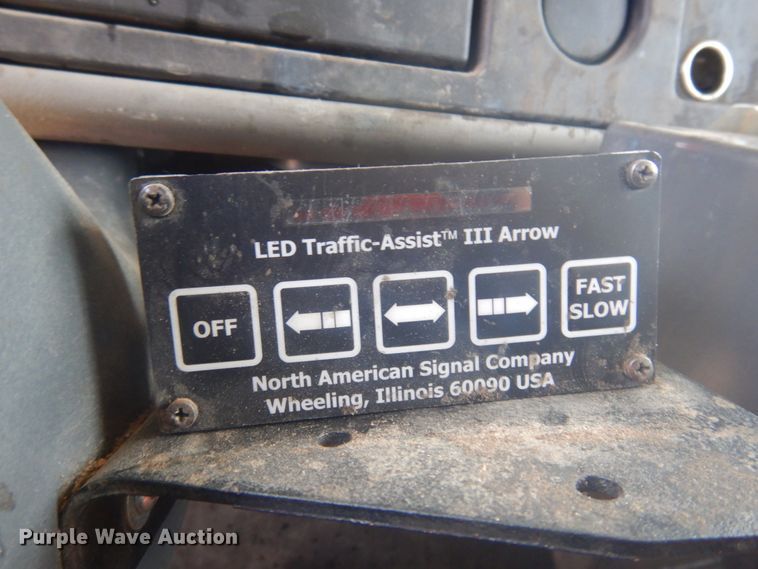 LED Traffic-Assist™ III Arrow
OFF
FAST
SLOW
North American Signal Company
Wheeling, Illinois 60090 USA
Purple Wave Auction